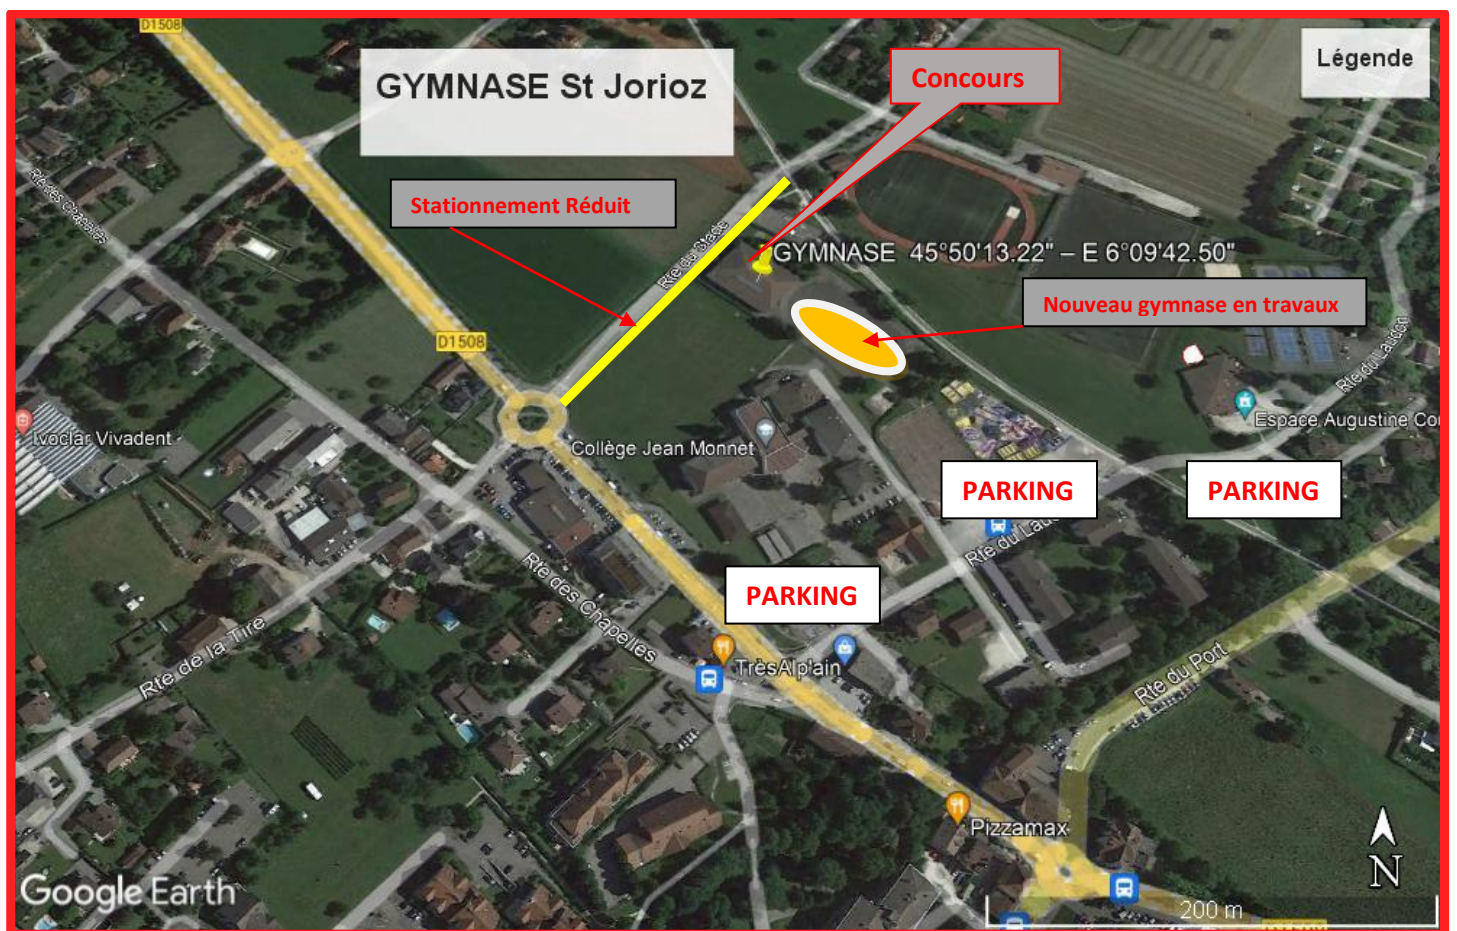 D1508
GYMNASE St Jorioz
Concours
Légende
Rte des Chapelles
Stationnement Réduit
Rte du Stade
GYMNASE 45°50'13.22" – E 6°09'42.50"
Nouveau gymnase en travaux
D1508
Rte du Laudon
Ivoclar Vivadent
Espace Augustine Cou
Collège Jean Monnet
PARKING
PARKING
Rte du Laudon
Rte des Chapelles
PARKING
Rte de la Tire
TrèsAlp'ain
Rte du Port
Pizzamax
N
Google Earth
200 m